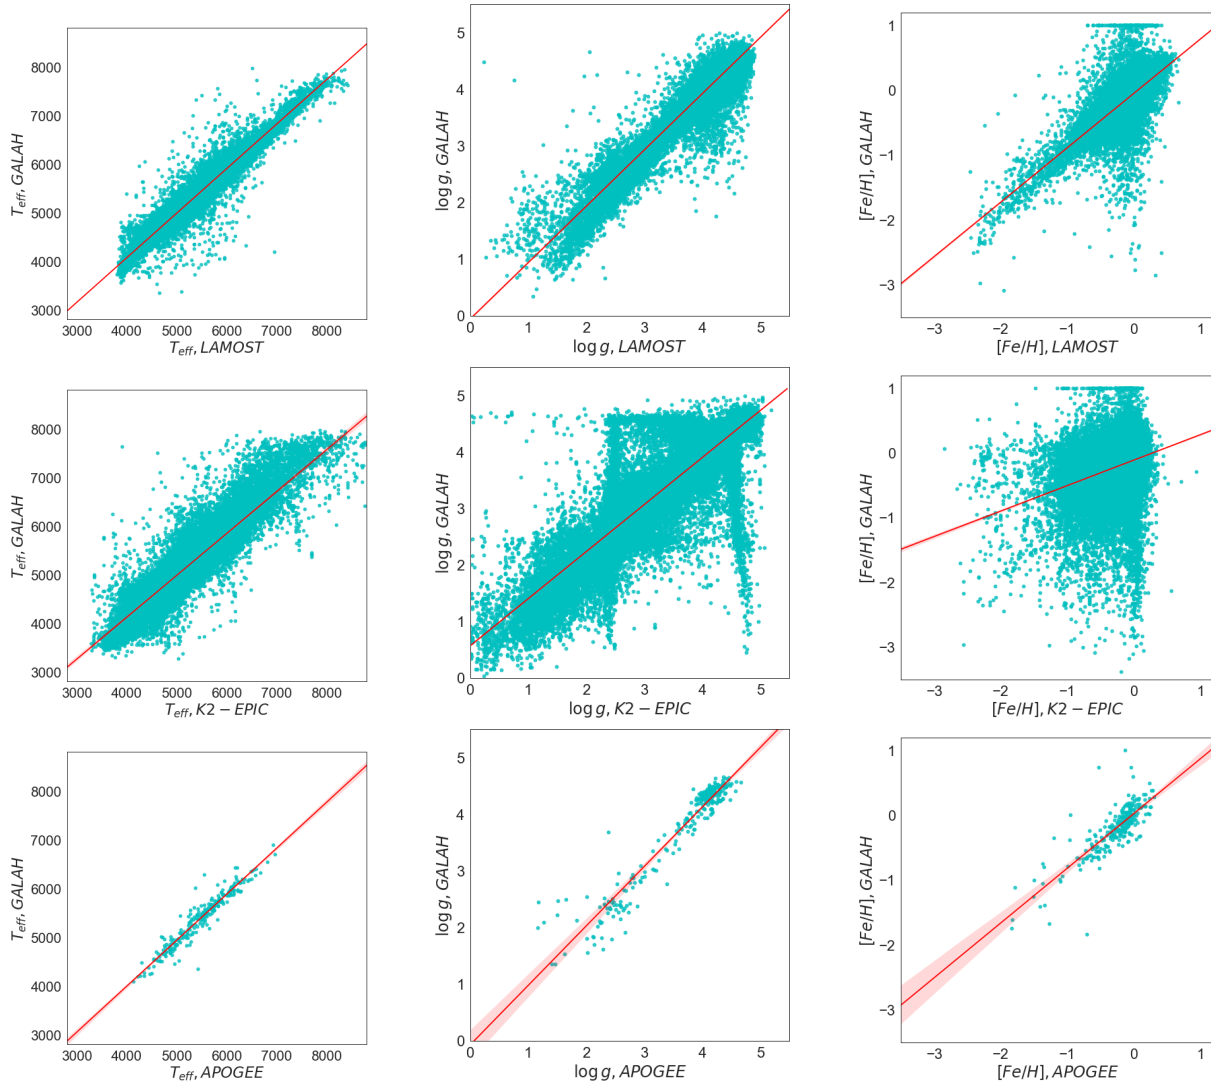 8000
7000
6000
5000
4000
3000
T_eff, GALAH
3000 4000 5000 6000 7000 8000
T_eff, LAMOST
5
4
3
2
1
0
log g, GALAH
0 1 2 3 4 5
log g, LAMOST
1
0
−1
−2
−3
[Fe/H], GALAH
−3 −2 −1 0 1
[Fe/H], LAMOST
8000
7000
6000
5000
4000
3000
T_eff, GALAH
3000 4000 5000 6000 7000 8000
T_eff, K2 − EPIC
5
4
3
2
1
0
log g, GALAH
0 1 2 3 4 5
log g, K2 − EPIC
1
0
−1
−2
−3
[Fe/H], GALAH
−3 −2 −1 0 1
[Fe/H], K2 − EPIC
8000
7000
6000
5000
4000
3000
T_eff, GALAH
3000 4000 5000 6000 7000 8000
T_eff, APOGEE
5
4
3
2
1
0
log g, GALAH
0 1 2 3 4 5
log g, APOGEE
1
0
−1
−2
−3
[Fe/H], GALAH
−3 −2 −1 0 1
[Fe/H], APOGEE